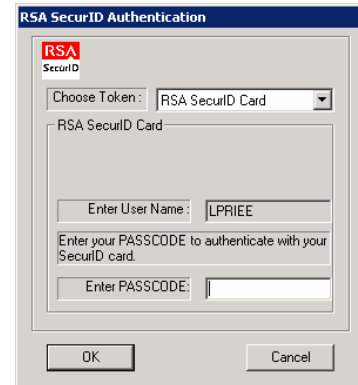 RSA SecurID Authentication
RSA
SecurID
Choose Token :
RSA SecurID Card
RSA SecurID Card
Enter User Name :
LPRIEE
Enter your PASSCODE to authenticate with your
SecurID card.
Enter PASSCODE:
OK
Cancel